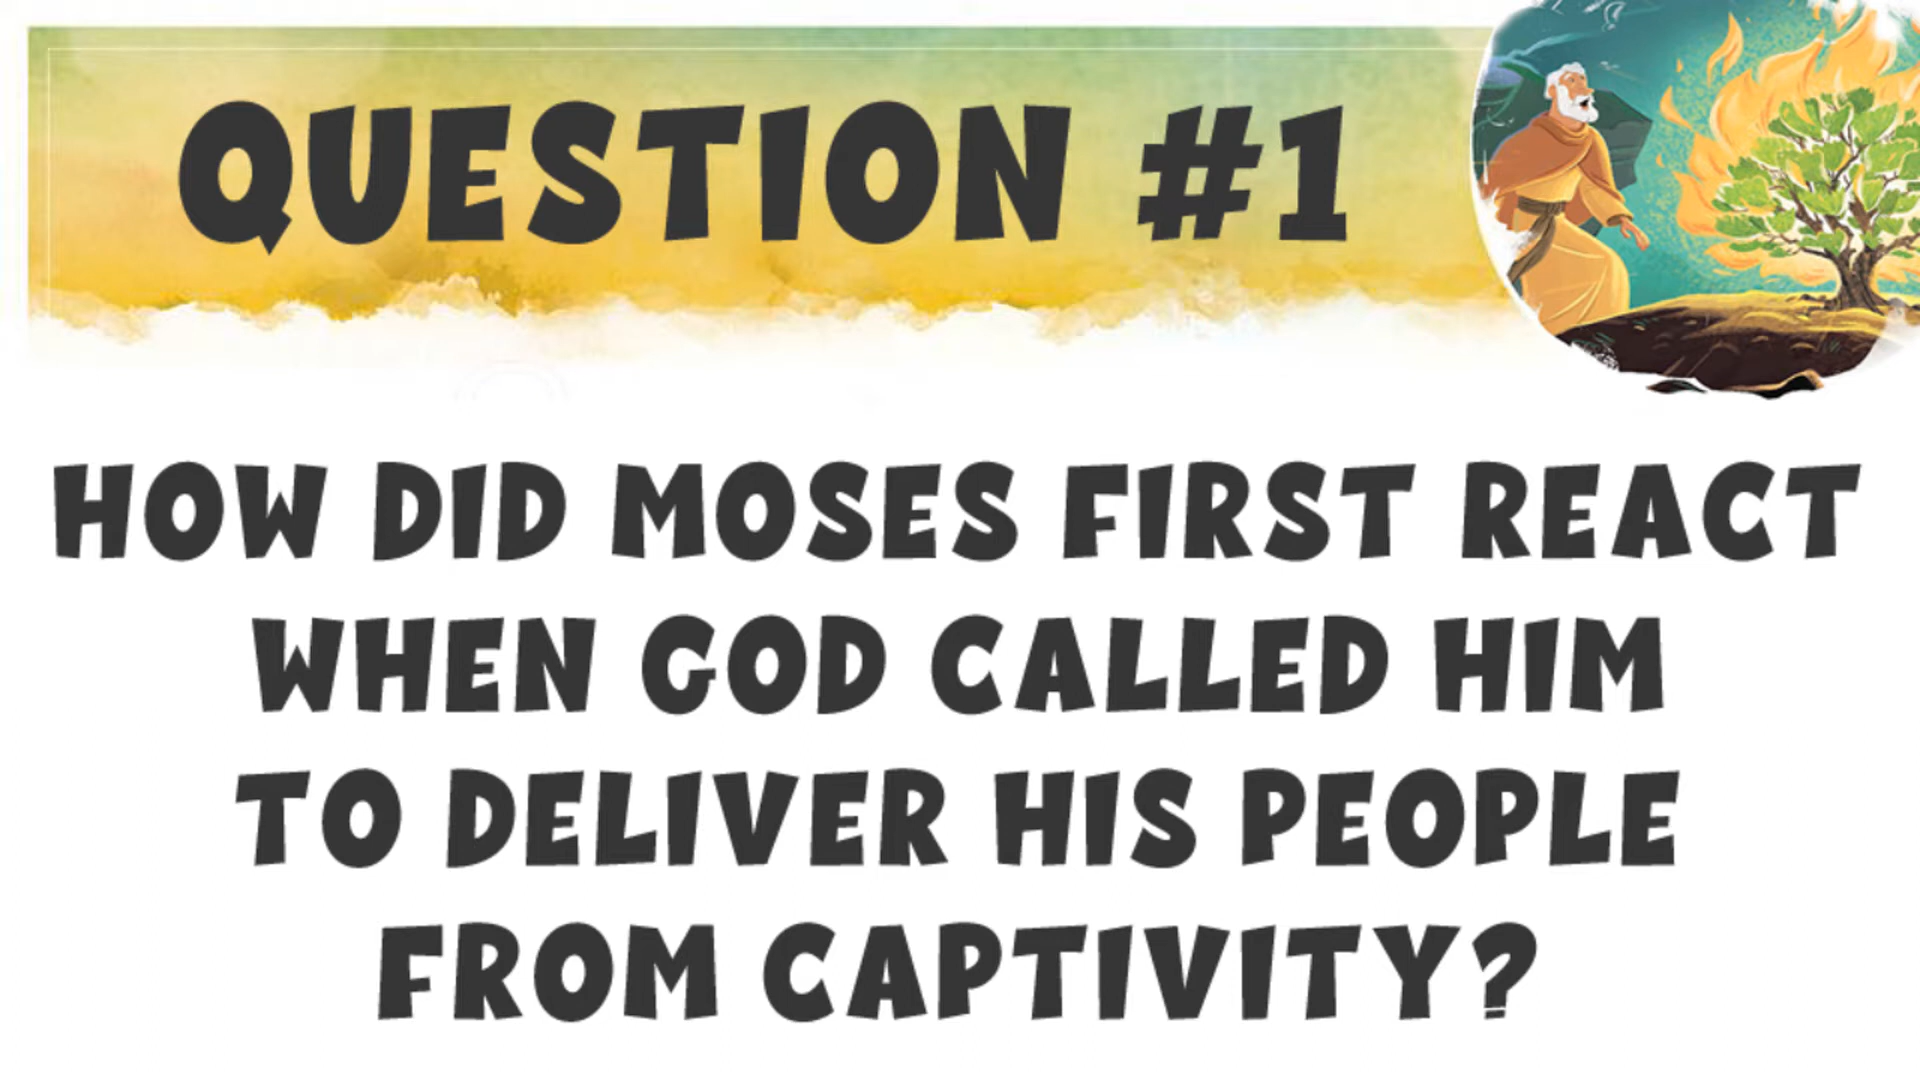 QUESTION #1
HOW DID MOSES FIRST REACT
WHEN GOD CALLED HIM
TO DELIVER HIS PEOPLE
FROM CAPTIVITY?